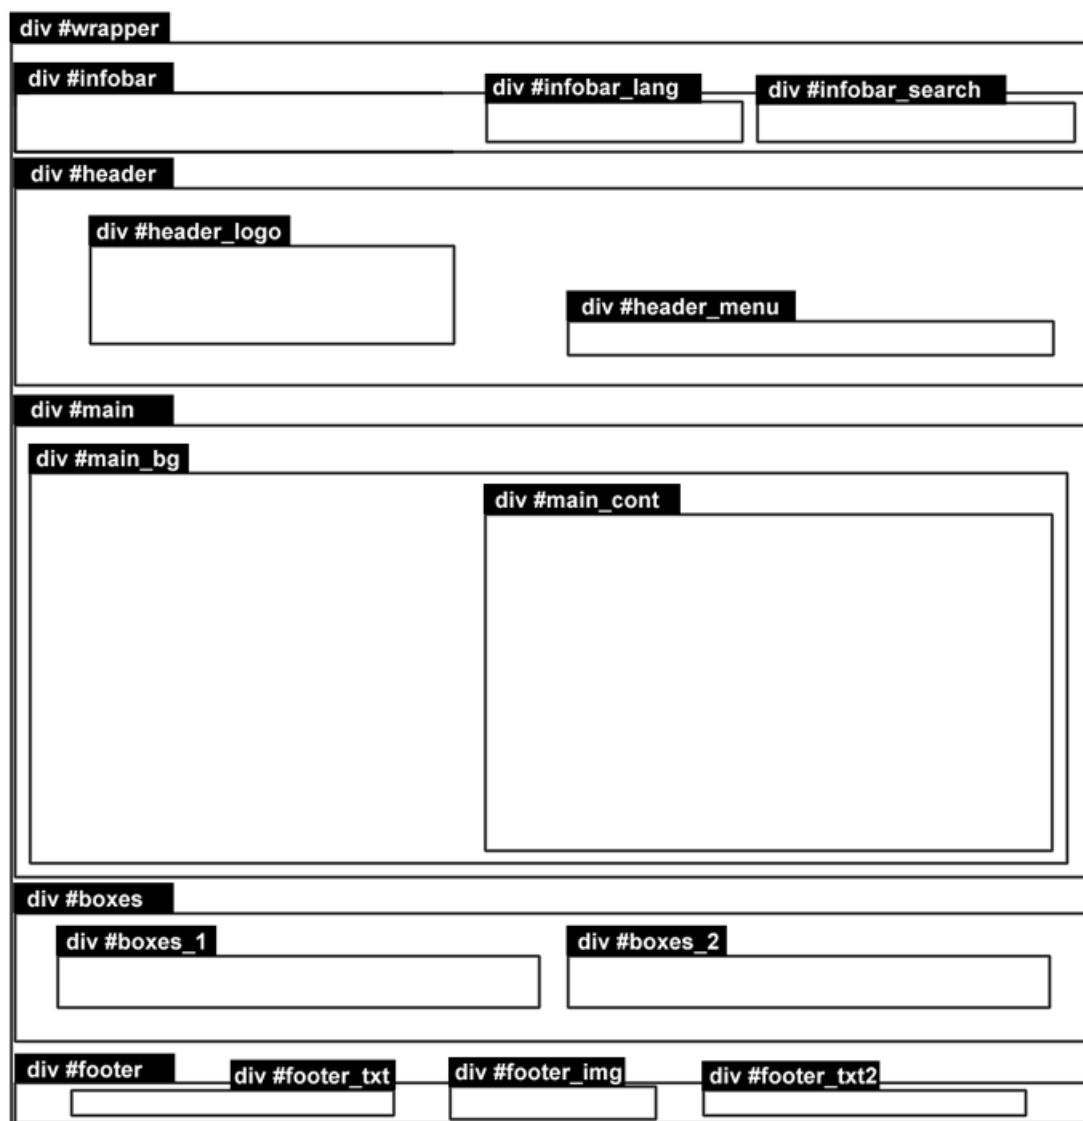 div #wrapper
div #infobar
div #infobar_lang
div #infobar_search
div #header
div #header_logo
div #header_menu
div #main
div #main_bg
div #main_cont
div #boxes
div #boxes_1
div #boxes_2
div #footer
div #footer_txt
div #footer_img
div #footer_txt2